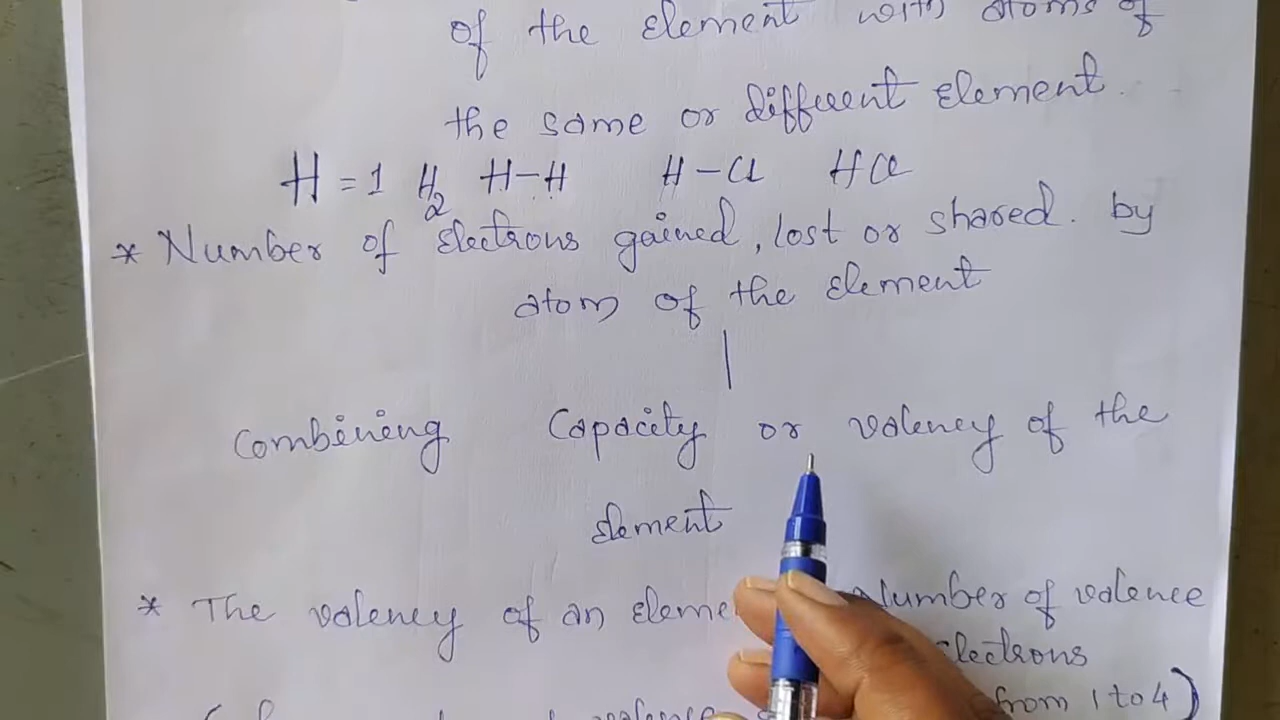 of the element with atoms of
the same or different element.
H = 1 H2 H-H H-Cl HCl
* Number of electrons gained, lost or shared. by
atom of the element
|
Combining Capacity or valency of the
element
* The valency of an eleme Number of valence
electrons
valence from 1 to 4)